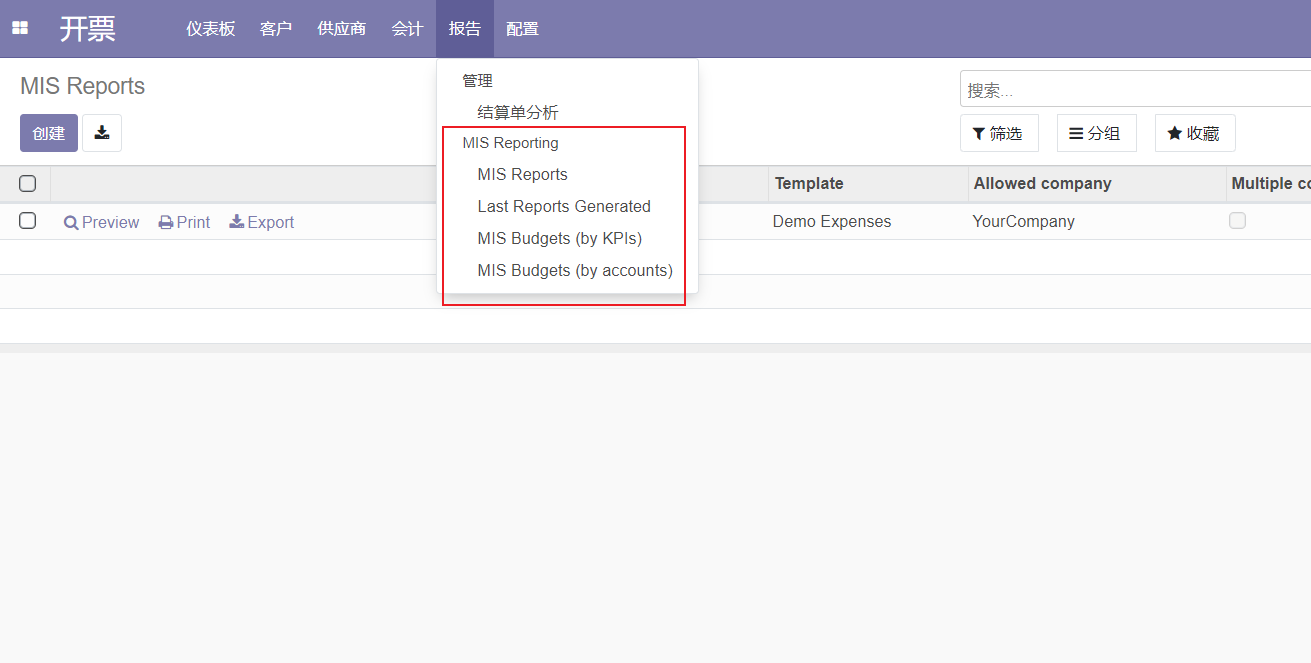 开票 仪表板 客户 供应商 会计 报告 配置
MIS Reports
搜索...
创建
筛选 分组 收藏
管理
结算单分析
MIS Reporting
MIS Reports
Last Reports Generated
MIS Budgets (by KPIs)
MIS Budgets (by accounts)
Template Allowed company Multiple co
Preview Print Export Demo Expenses YourCompany